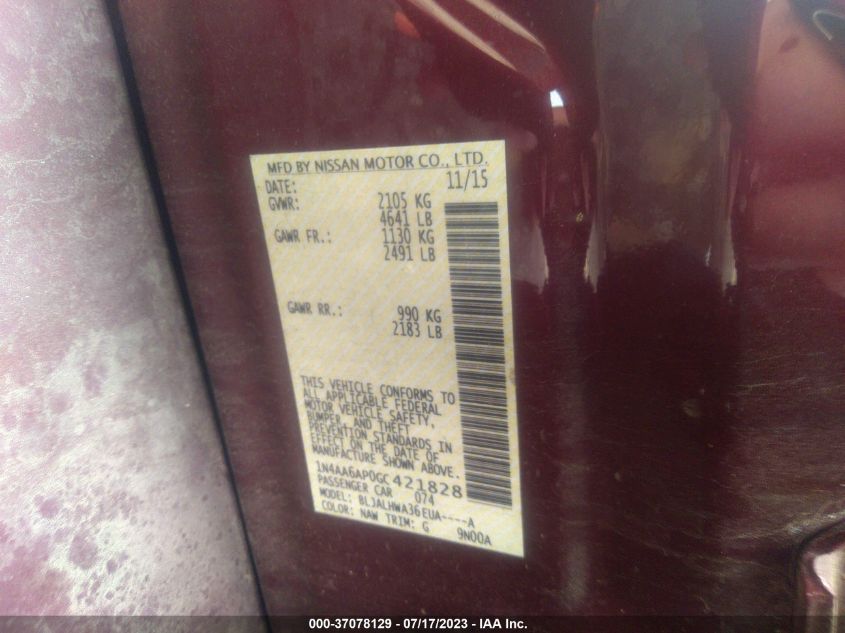 MFD BY NISSAN MOTOR CO., LTD.
DATE: 11/15
GVWR: 2105 KG
4641 LB
GAWR FR.: 1130 KG
2491 LB
GAWR RR.: 990 KG
2183 LB
THIS VEHICLE CONFORMS TO
ALL APPLICABLE FEDERAL
MOTOR VEHICLE SAFETY,
BUMPER, AND THEFT
PREVENTION STANDARDS IN
EFFECT ON THE DATE OF
MANUFACTURE SHOWN ABOVE.
1N4AA6AP0GC421828
PASSENGER CAR 074
MODEL: BLJALHWA36EUA----A
COLOR: NAW TRIM: G 9N00A
000-37078129 - 07/17/2023 - IAA Inc.